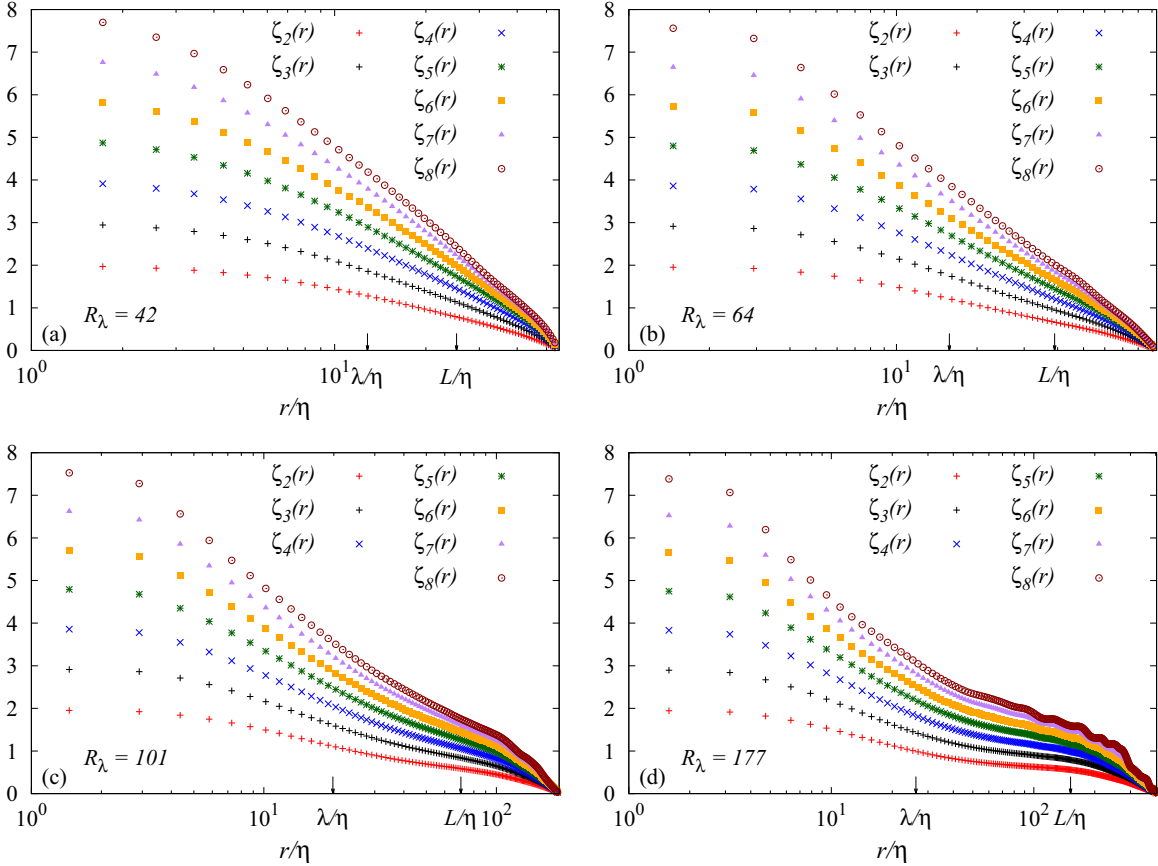 8
7
6
5
4
3
2
1
0
ζ2(r)
ζ3(r)
ζ4(r)
ζ5(r)
ζ6(r)
ζ7(r)
ζ8(r)
(a)
Rλ = 42
10^0
10^1
λ/η
L/η
r/η
8
7
6
5
4
3
2
1
0
ζ2(r)
ζ3(r)
ζ4(r)
ζ5(r)
ζ6(r)
ζ7(r)
ζ8(r)
(b)
Rλ = 64
10^0
10^1
λ/η
L/η
r/η
8
7
6
5
4
3
2
1
0
ζ2(r)
ζ3(r)
ζ4(r)
ζ5(r)
ζ6(r)
ζ7(r)
ζ8(r)
(c)
Rλ = 101
10^0
10^1
λ/η
L/η
10^2
r/η
8
7
6
5
4
3
2
1
0
ζ2(r)
ζ3(r)
ζ4(r)
ζ5(r)
ζ6(r)
ζ7(r)
ζ8(r)
(d)
Rλ = 177
10^0
10^1
λ/η
10^2
L/η
r/η